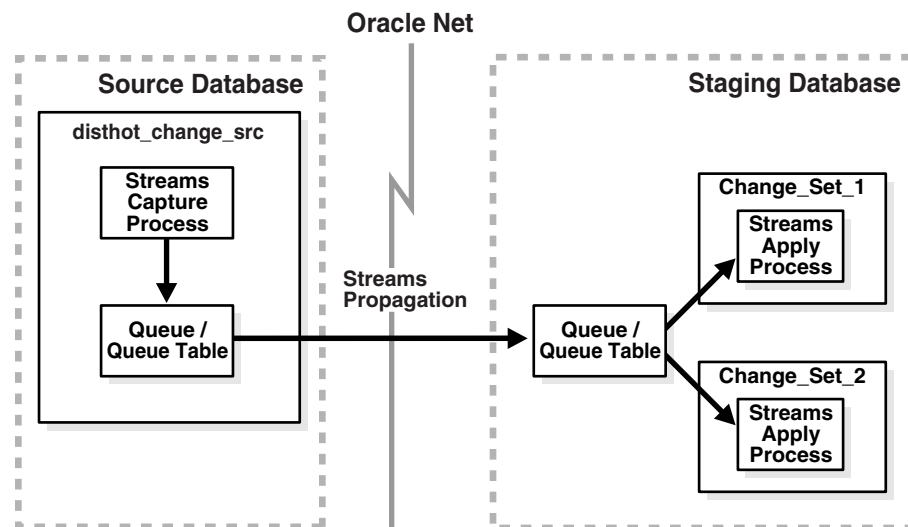 Oracle Net
Source Database
disthot_change_src
Streams
Capture
Process
Queue /
Queue Table
Streams
Propagation
Staging Database
Queue /
Queue Table
Change_Set_1
Streams
Apply
Process
Change_Set_2
Streams
Apply
Process